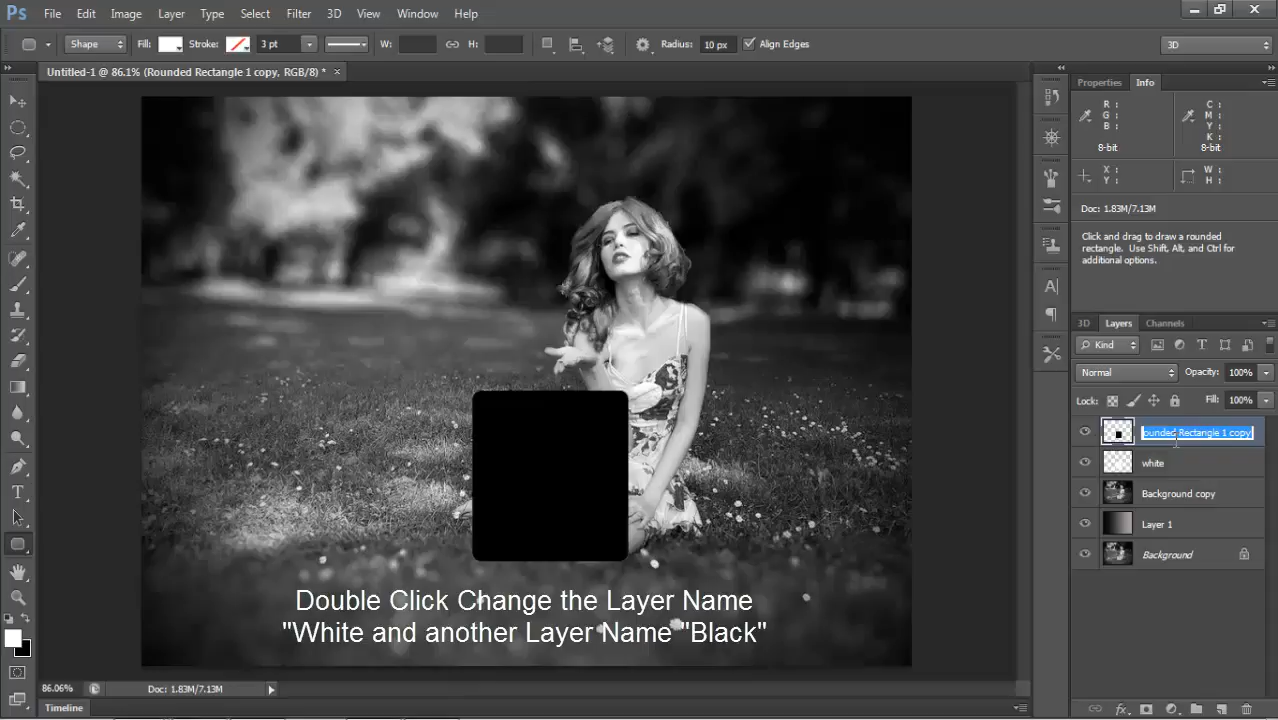 Ps File Edit Image Layer Type Select Filter 3D View Window Help
Shape Fill: Stroke: 3 pt W: H: Radius: 10 px Align Edges 3D
Untitled-1 @ 86.1% (Rounded Rectangle 1 copy, RGB/8) * ×
Properties Info
R : C :
G : M :
B : Y :
K :
8-bit 8-bit
X : W :
Y : H :
Doc: 1.83M/7.13M
Click and drag to draw a rounded
rectangle. Use Shift, Alt, and Ctrl for
additional options.
3D Layers Channels
Kind
Normal Opacity: 100%
Lock: Fill: 100%
ounded Rectangle 1 copy
white
Background copy
Layer 1
Background
Double Click Change the Layer Name
"White and another Layer Name "Black"
86.06% Doc: 1.83M/7.13M
Timeline